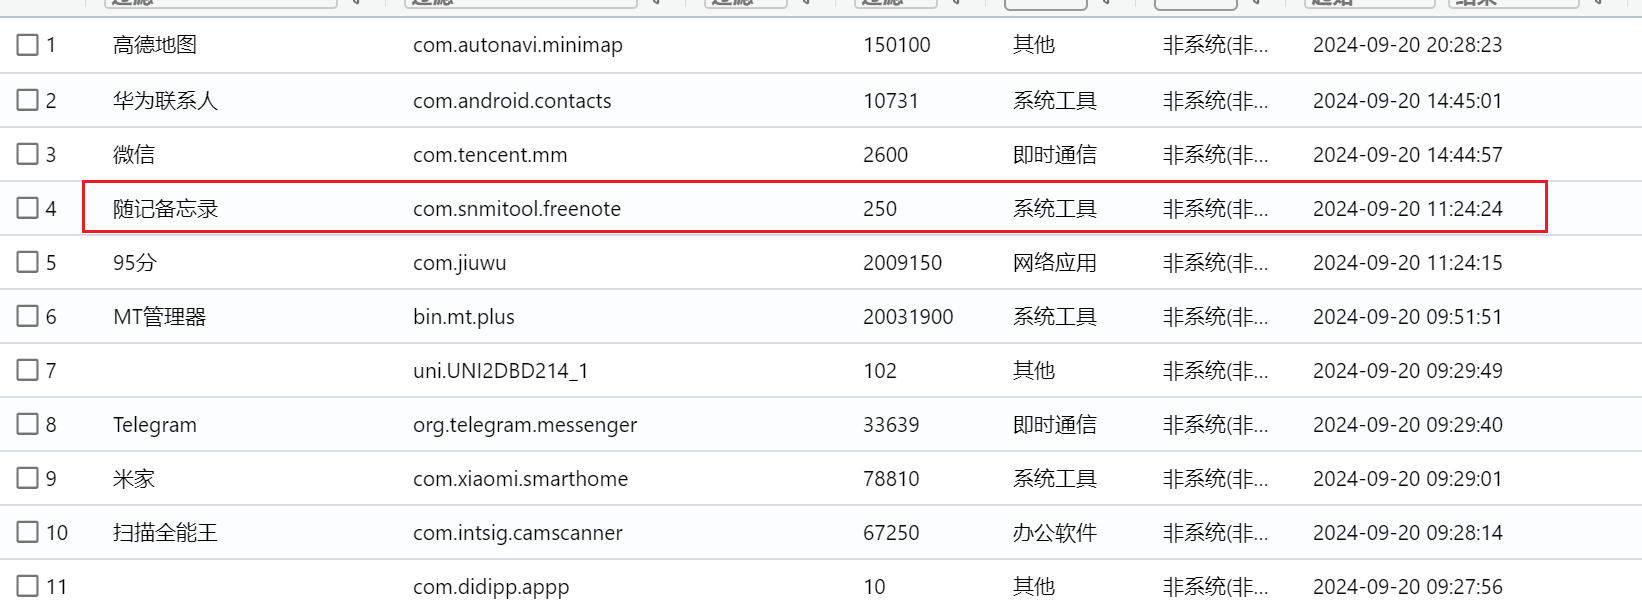 1 高德地图 com.autonavi.minimap 150100 其他 非系统(非... 2024-09-20 20:28:23
2 华为联系人 com.android.contacts 10731 系统工具 非系统(非... 2024-09-20 14:45:01
3 微信 com.tencent.mm 2600 即时通信 非系统(非... 2024-09-20 14:44:57
4 随记备忘录 com.snmitool.freenote 250 系统工具 非系统(非... 2024-09-20 11:24:24
5 95分 com.jiuwu 2009150 网络应用 非系统(非... 2024-09-20 11:24:15
6 MT管理器 bin.mt.plus 20031900 系统工具 非系统(非... 2024-09-20 09:51:51
7 uni.UNI2DBD214_1 102 其他 非系统(非... 2024-09-20 09:29:49
8 Telegram org.telegram.messenger 33639 即时通信 非系统(非... 2024-09-20 09:29:40
9 米家 com.xiaomi.smarthome 78810 系统工具 非系统(非... 2024-09-20 09:29:01
10 扫描全能王 com.intsig.camscanner 67250 办公软件 非系统(非... 2024-09-20 09:28:14
11 com.didipp.appp 10 其他 非系统(非... 2024-09-20 09:27:56